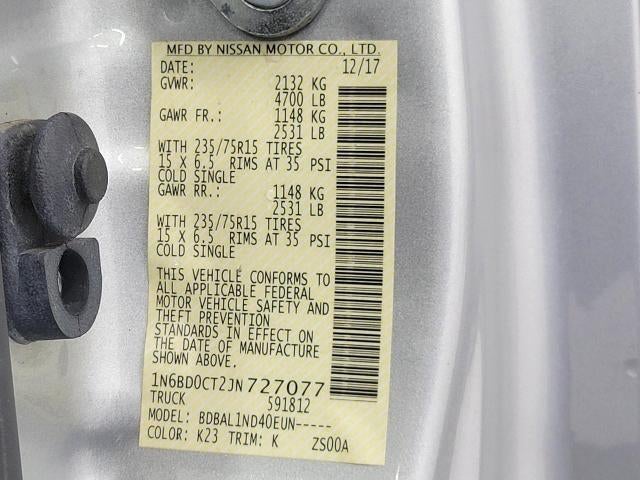 MFD BY NISSAN MOTOR CO., LTD.
DATE: 12/17
GVWR: 2132 KG
4700 LB
GAWR FR.: 1148 KG
2531 LB
WITH 235/75R15 TIRES
15 X 6.5 RIMS AT 35 PSI
COLD SINGLE
GAWR RR.: 1148 KG
2531 LB
WITH 235/75R15 TIRES
15 X 6.5 RIMS AT 35 PSI
COLD SINGLE
THIS VEHICLE CONFORMS TO
ALL APPLICABLE FEDERAL
MOTOR VEHICLE SAFETY AND
THEFT PREVENTION
STANDARDS IN EFFECT ON
THE DATE OF MANUFACTURE
SHOWN ABOVE.
1N6BD0CT2JN727077
TRUCK 591812
MODEL: BDBAL1ND40EUN-----
COLOR: K23 TRIM: K ZS00A